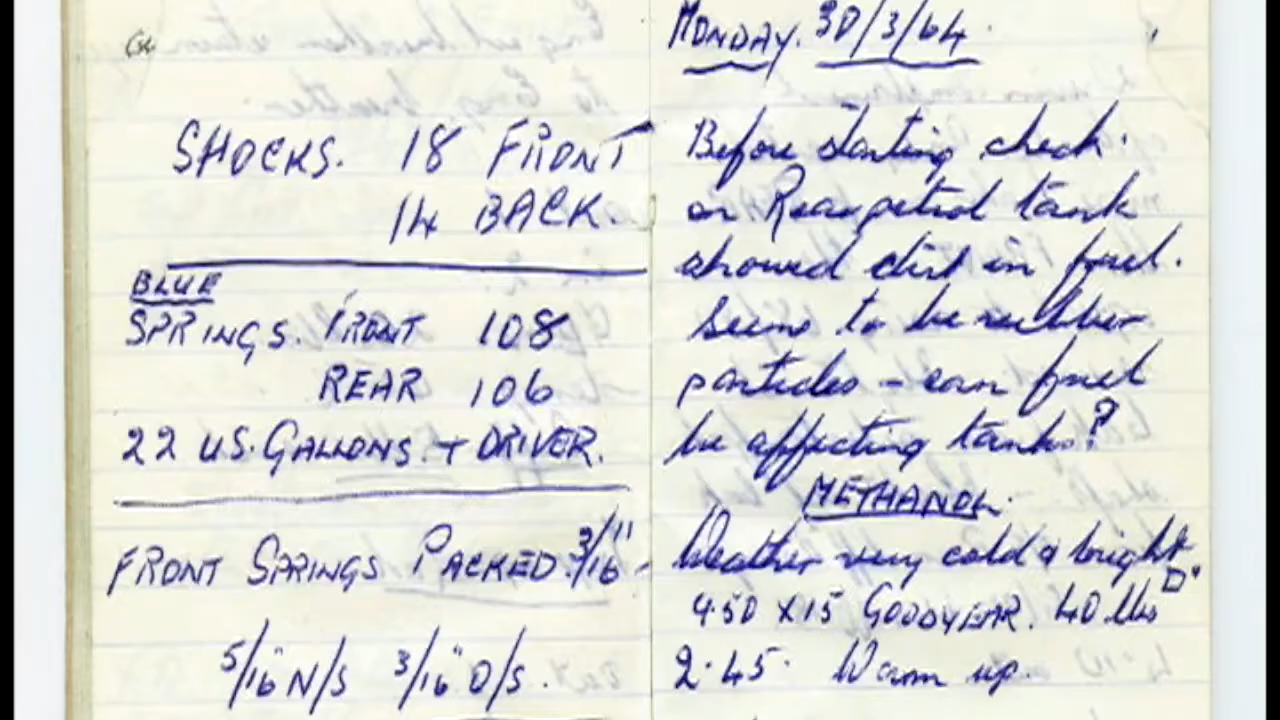 SHOCKS. 18 FRONT
14 BACK.
BLUE
SPRINGS. FRONT 108
REAR 106
22 U.S. GALLONS. + DRIVER.
FRONT SPRINGS PACKED. 3/16"
5/16" N/S 3/16" O/S.
MONDAY. 30/3/64.
Before starting check.
on Rear petrol tank
showed dirt in fuel.
Seems to be rubber
particles - can fuel
be affecting tanks?
METHANOL.
Weather very cold & bright
4.50 x 15 GOODYEAR. 40 lbs □"
2.45. Warm up.